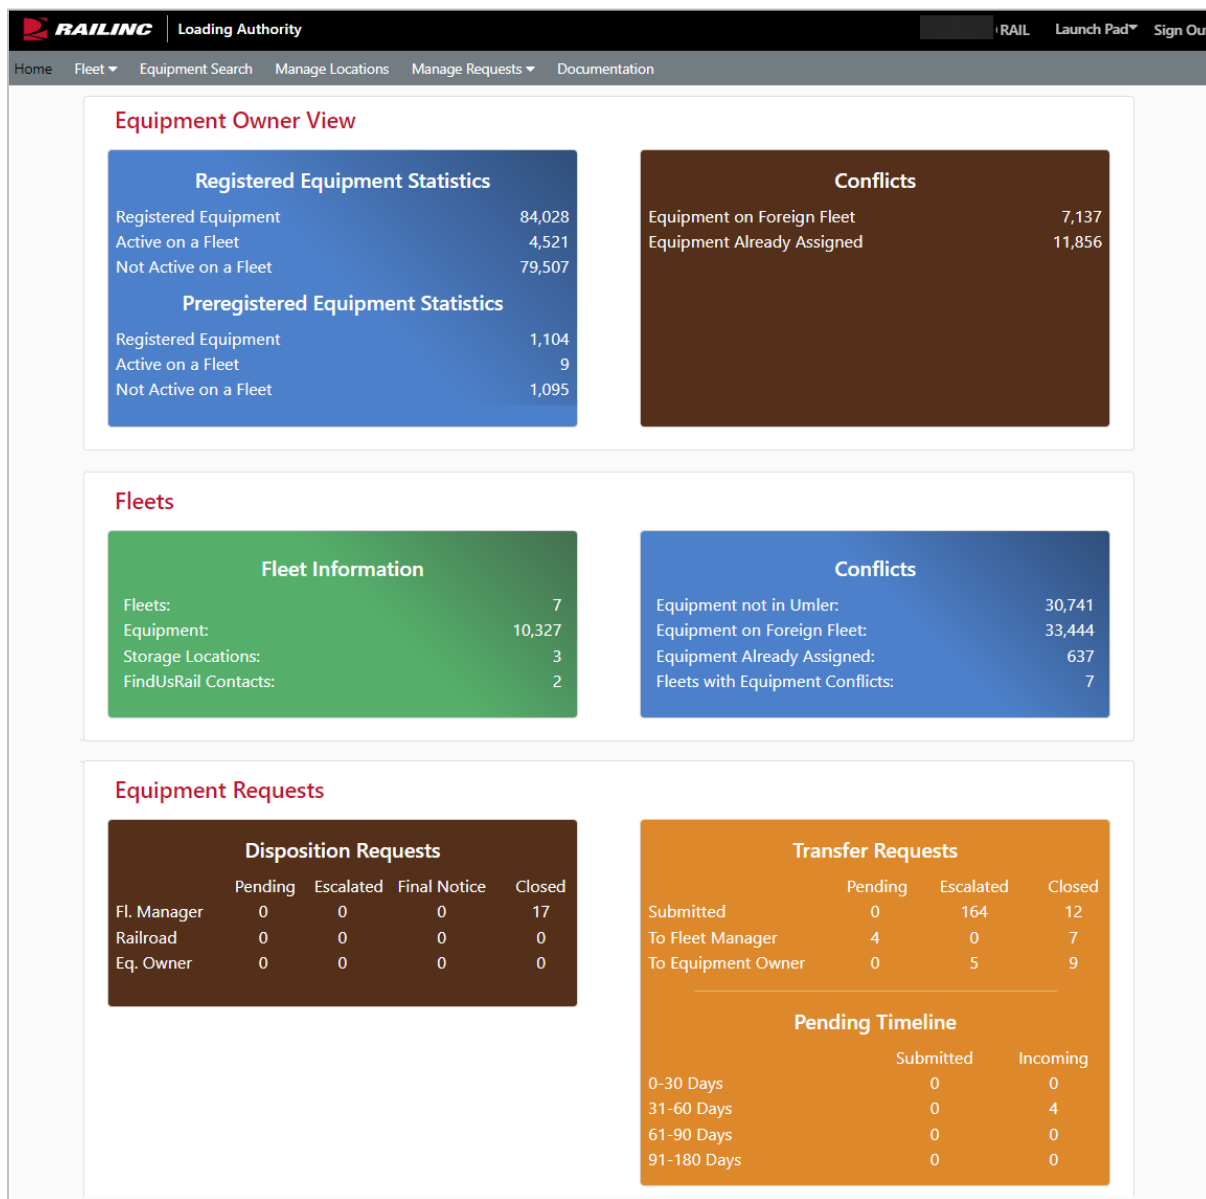 RAILINC Loading Authority RAIL Launch Pad Sign Ou
Home Fleet Equipment Search Manage Locations Manage Requests Documentation
Equipment Owner View
Registered Equipment Statistics
Registered Equipment 84,028
Active on a Fleet 4,521
Not Active on a Fleet 79,507
Preregistered Equipment Statistics
Registered Equipment 1,104
Active on a Fleet 9
Not Active on a Fleet 1,095
Conflicts
Equipment on Foreign Fleet 7,137
Equipment Already Assigned 11,856
Fleets
Fleet Information
Fleets: 7
Equipment: 10,327
Storage Locations: 3
FindUsRail Contacts: 2
Conflicts
Equipment not in Umler: 30,741
Equipment on Foreign Fleet: 33,444
Equipment Already Assigned: 637
Fleets with Equipment Conflicts: 7
Equipment Requests
Disposition Requests
Pending Escalated Final Notice Closed
Fl. Manager 0 0 0 17
Railroad 0 0 0 0
Eq. Owner 0 0 0 0
Transfer Requests
Pending Escalated Closed
Submitted 0 164 12
To Fleet Manager 4 0 7
To Equipment Owner 0 5 9
Pending Timeline
Submitted Incoming
0-30 Days 0 0
31-60 Days 0 4
61-90 Days 0 0
91-180 Days 0 0